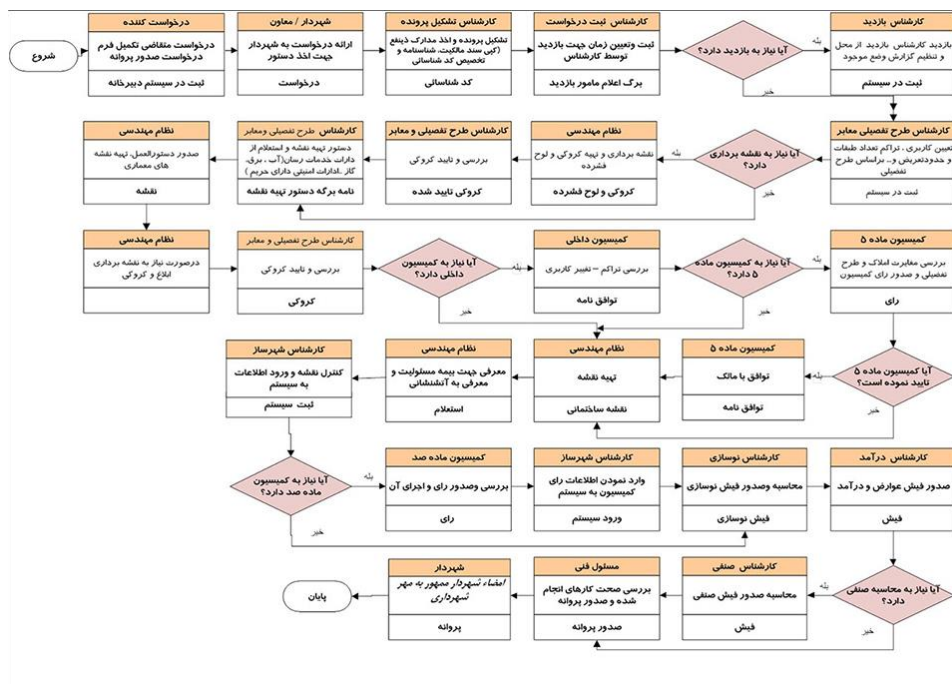 شروع
درخواست کننده
درخواست متقاضی تکمیل فرم
درخواست صدور پروانه
ثبت در سیستم دبیرخانه
شهردار / معاون
ارائه درخواست به شهردار
جهت اخذ دستور
درخواست
کارشناس تشکیل پرونده
تشکیل پرونده و اخذ مدارک ذینفع
(کپی سند مالکیت، شناسنامه و
تخصیص کد شناسائی
کد شناسائی
کارشناس ثبت درخواست
ثبت وتعیین زمان جهت بازدید
توسط کارشناس
برگ اعلام مامور بازدید
آیا نیاز به بازدید دارد؟
بله
خیر
کارشناس بازدید
بازدید کارشناس بازدید از محل
و تنظیم گزارش وضع موجود
ثبت در سیستم
کارشناس طرح تفصیلی معابر
تعیین کاربری ، تراکم تعداد طبقات
و حدودتعریض و.. براساس طرح
تفصیلی
ثبت در سیستم
آیا نیاز به نقشه برداری
دارد؟
بله
خیر
نظام مهندسی
نقشه برداری و تهیه کروکی و لوح
فشرده
کروکی و لوح فشرده
کارشناس طرح تفصیلی و معابر
بررسی و تایید کروکی
کروکی تایید شده
کارشناس طرح تفصیلی ومعابر
دستور تهیه نقشه و استعلام از
ادارات خدمات رسان(آب ، برق،
گاز ..ادارات امنیتی دارای حریم )
نامه برگه دستور تهیه نقشه
نظام مهندسی
صدور دستورالعمل، تهیه نقشه
های معماری
نقشه
نظام مهندسی
درصورت نیاز به نقشه برداری
ابلاغ و کروکی
کارشناس طرح تفصیلی و معابر
بررسی و تایید کروکی
کروکی
آیا نیاز به کمیسیون
داخلی دارد؟
بله
خیر
کمیسیون داخلی
بررسی تراکم – تغییر کاربری
توافق نامه
آیا نیاز به کمیسیون ماده
۵ دارد؟
بله
خیر
کمیسیون ماده ۵
بررسی مغایرت املاک و طرح
تفصیلی و صدور رای کمیسیون
رای
آیا کمیسیون ماده ۵
تایید نموده است؟
بله
خیر
کمیسیون ماده ۵
توافق با مالک
توافق نامه
نظام مهندسی
تهیه نقشه
نقشه ساختمانی
نظام مهندسی
معرفی جهت بیمه مسئولیت و
معرفی به آتشنشانی
استعلام
کارشناس شهرساز
کنترل نقشه و ورود اطلاعات
به سیستم
ثبت سیستم
آیا نیاز به کمیسیون
ماده صد دارد؟
بله
خیر
کمیسیون ماده صد
بررسی وصدور رای و اجرای آن
رای
کارشناس شهرساز
وارد نمودن اطلاعات رای
کمیسیون به سیستم
ورود سیستم
کارشناس نوسازی
محاسبه وصدور فیش نوسازی
فیش نوسازی
کارشناس درآمد
صدور فیش عوارض و درآمد
فیش
آیا نیاز به محاسبه صنفی
دارد؟
بله
خیر
کارشناس صنفی
محاسبه صدور فیش صنفی
فیش
مسئول فنی
بررسی صحت کارهای انجام
شده و صدور پروانه
صدور پروانه
شهردار
امضاء شهردار ممهور به مهر
شهرداری
پروانه
پایان